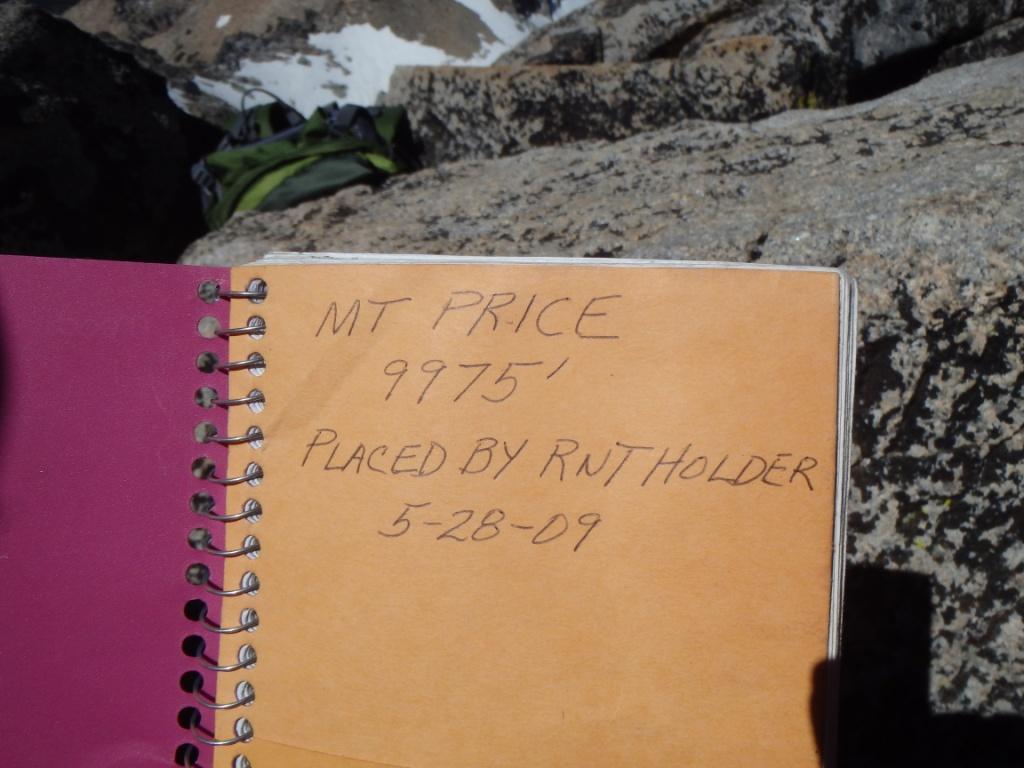 MT PRICE
9975'
PLACED BY RNT HOLDER
5-28-09